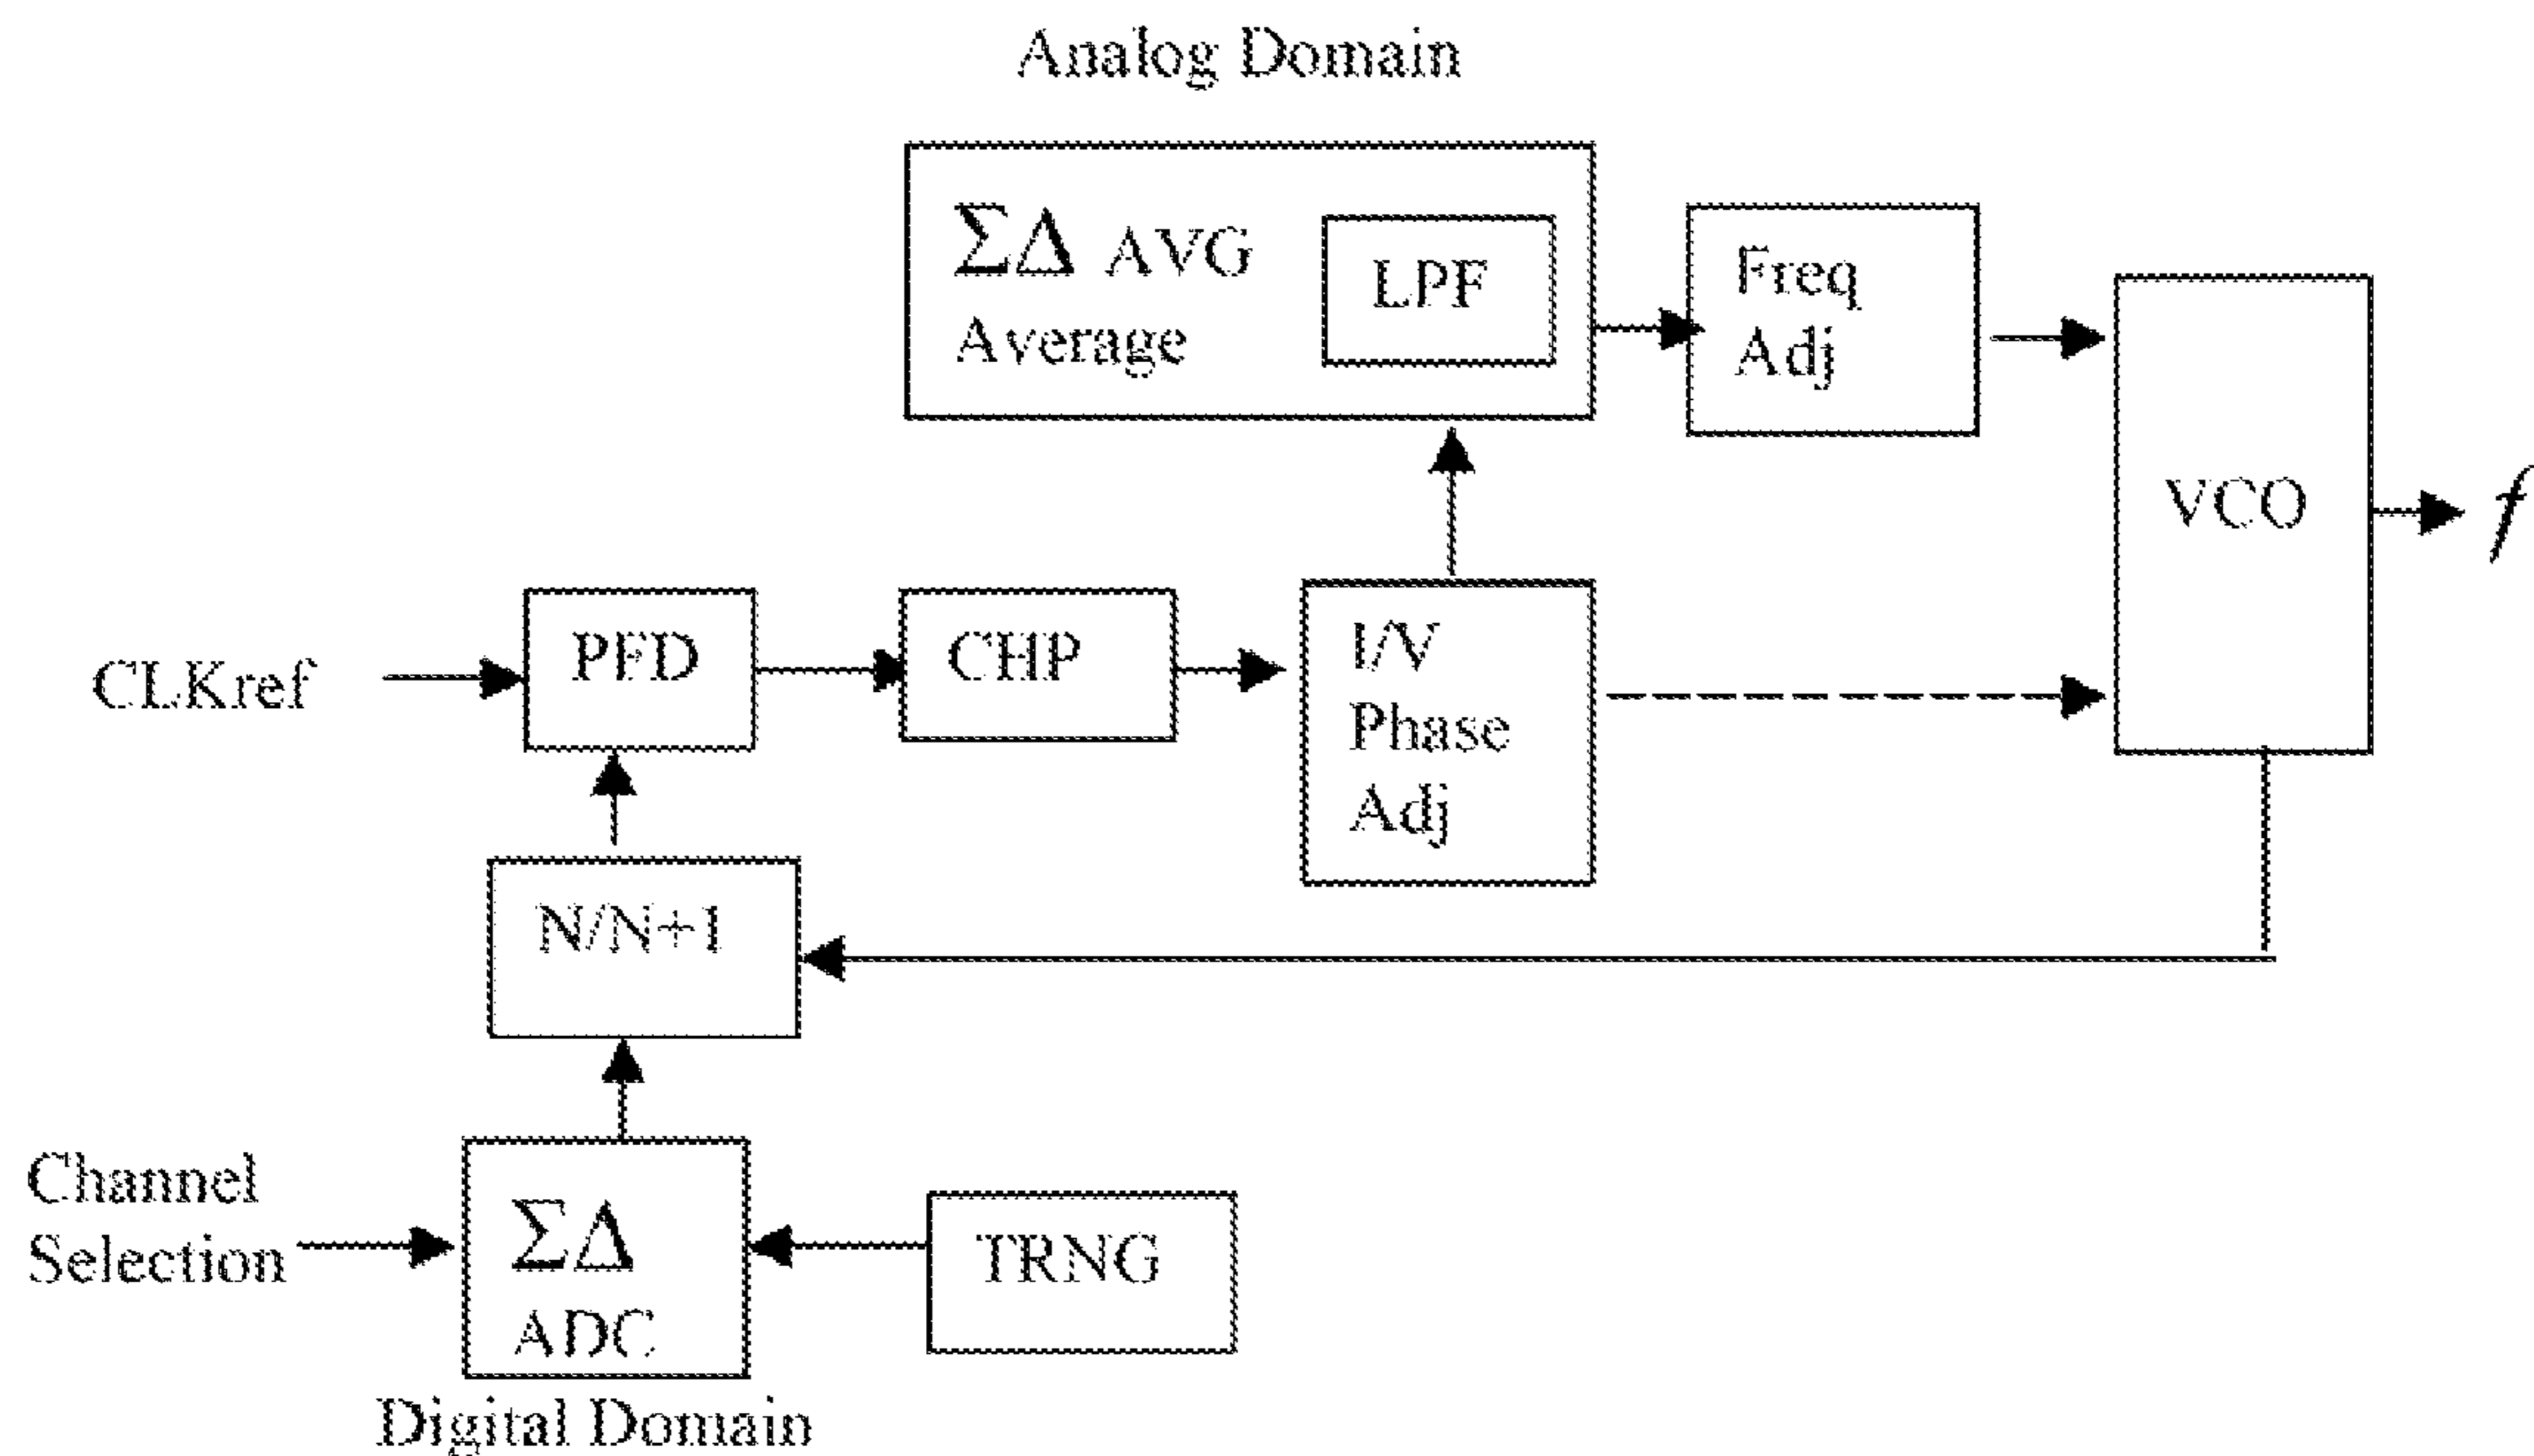 Analog Domain
ΣΔ AVG
Average
LPF
Freq
Adj
VCO
f
CLKref
PFD
CHP
I/V
Phase
Adj
N/N+1
Channel
Selection
ΣΔ
ADC
TRNG
Digital Domain